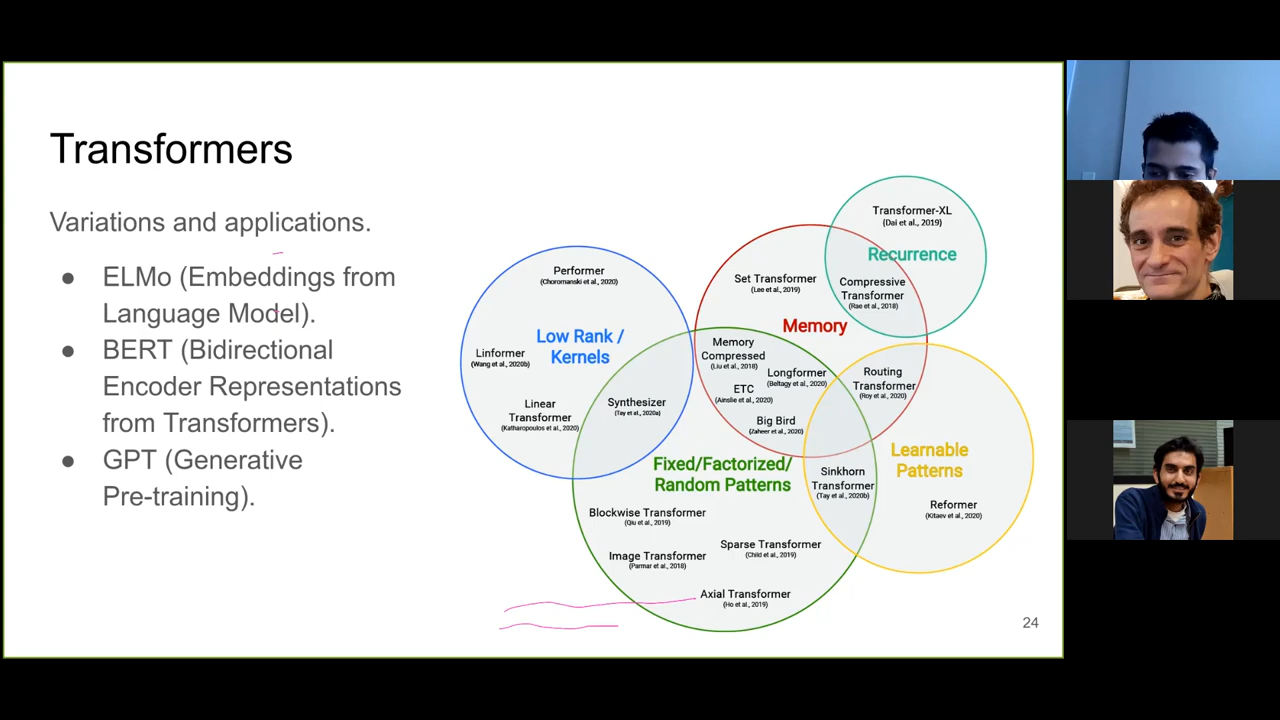 Transformers
Variations and applications.
● ELMo (Embeddings from
Language Model).
● BERT (Bidirectional
Encoder Representations
from Transformers).
● GPT (Generative
Pre-training).
Transformer-XL
(Dai et al., 2019)
Recurrence
Compressive
Transformer
(Rae et al., 2018)
Performer
(Choromanski et al., 2020)
Set Transformer
(Lee et al., 2019)
Memory
Low Rank /
Kernels
Memory
Compressed
(Liu et al., 2018)
Linformer
(Wang et al., 2020b)
Longformer
(Beltagy et al., 2020)
Routing
Transformer
(Roy et al., 2020)
ETC
(Ainslie et al., 2020)
Linear
Transformer
(Katharopoulos et al., 2020)
Synthesizer
(Tay et al., 2020a)
Big Bird
(Zaheer et al., 2020)
Learnable
Patterns
Fixed/Factorized/
Random Patterns
Sinkhorn
Transformer
(Tay et al., 2020b)
Reformer
(Kitaev et al., 2020)
Blockwise Transformer
(Qiu et al., 2019)
Sparse Transformer
(Child et al., 2019)
Image Transformer
(Parmar et al., 2018)
Axial Transformer
(Ho et al., 2019)
24